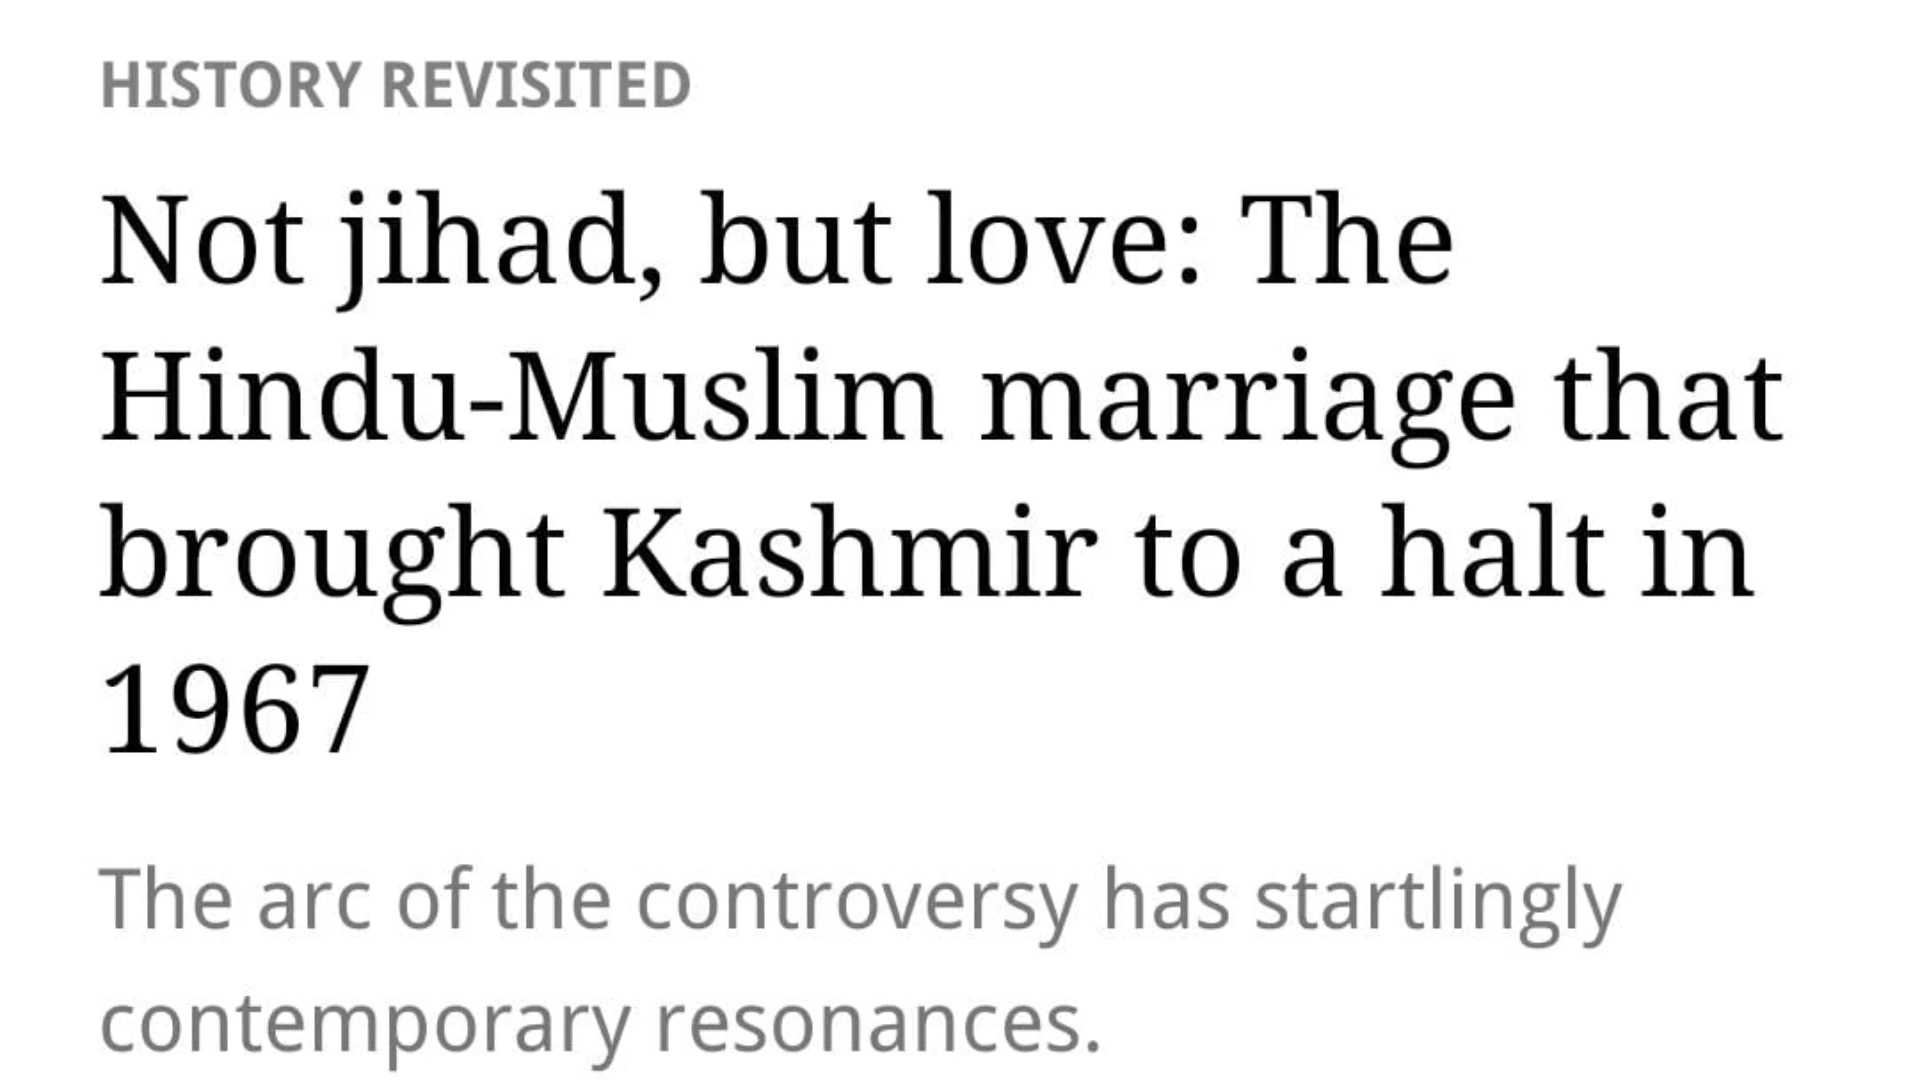 HISTORY REVISITED
Not jihad, but love: The
Hindu-Muslim marriage that
brought Kashmir to a halt in
1967
The arc of the controversy has startlingly
contemporary resonances.